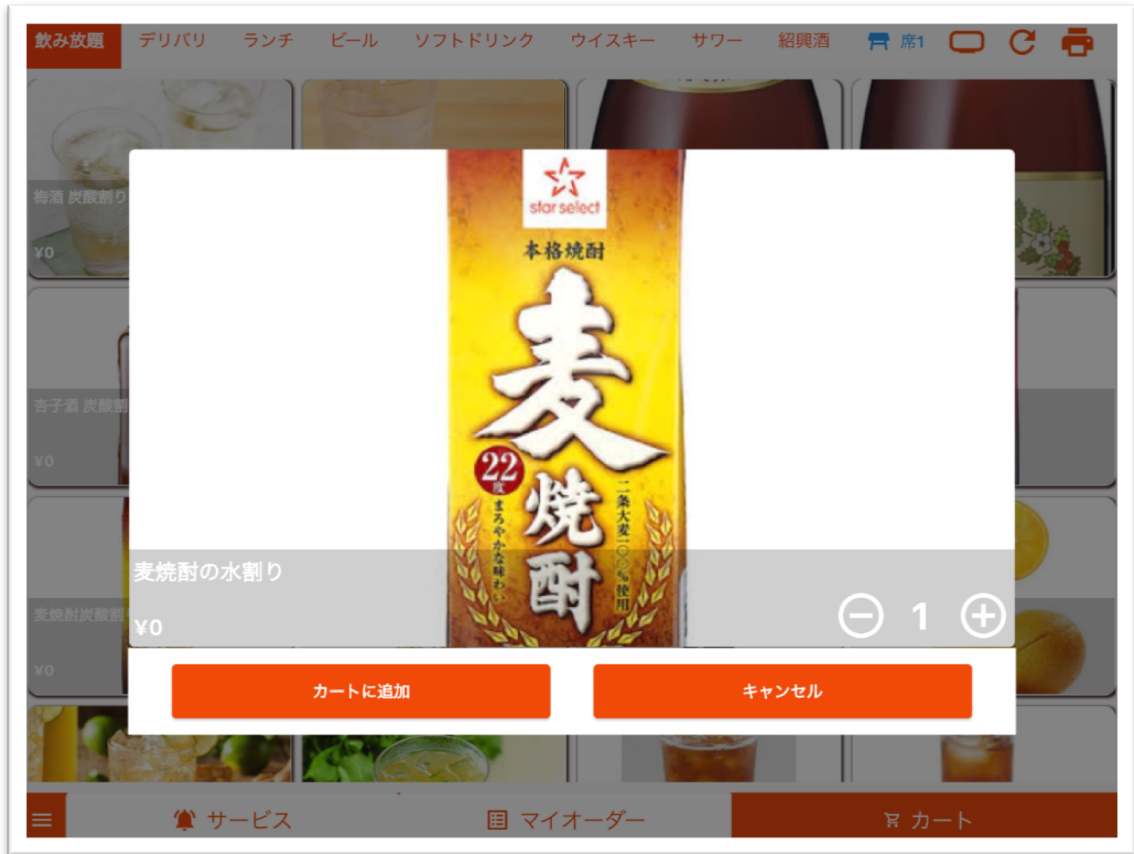 飲み放題 デリバリ ランチ ビール ソフトドリンク ウイスキー サワー 紹興酒 席1
梅酒 炭酸割り
¥0
杏子酒 炭酸割
¥0
麦焼酎炭酸割
¥0
star select
本格焼酎
麦焼酎
22度
まろやかな味わい
二条大麦一〇〇%使用
麦焼酎の水割り
¥0
1
カートに追加 キャンセル
サービス マイオーダー カート